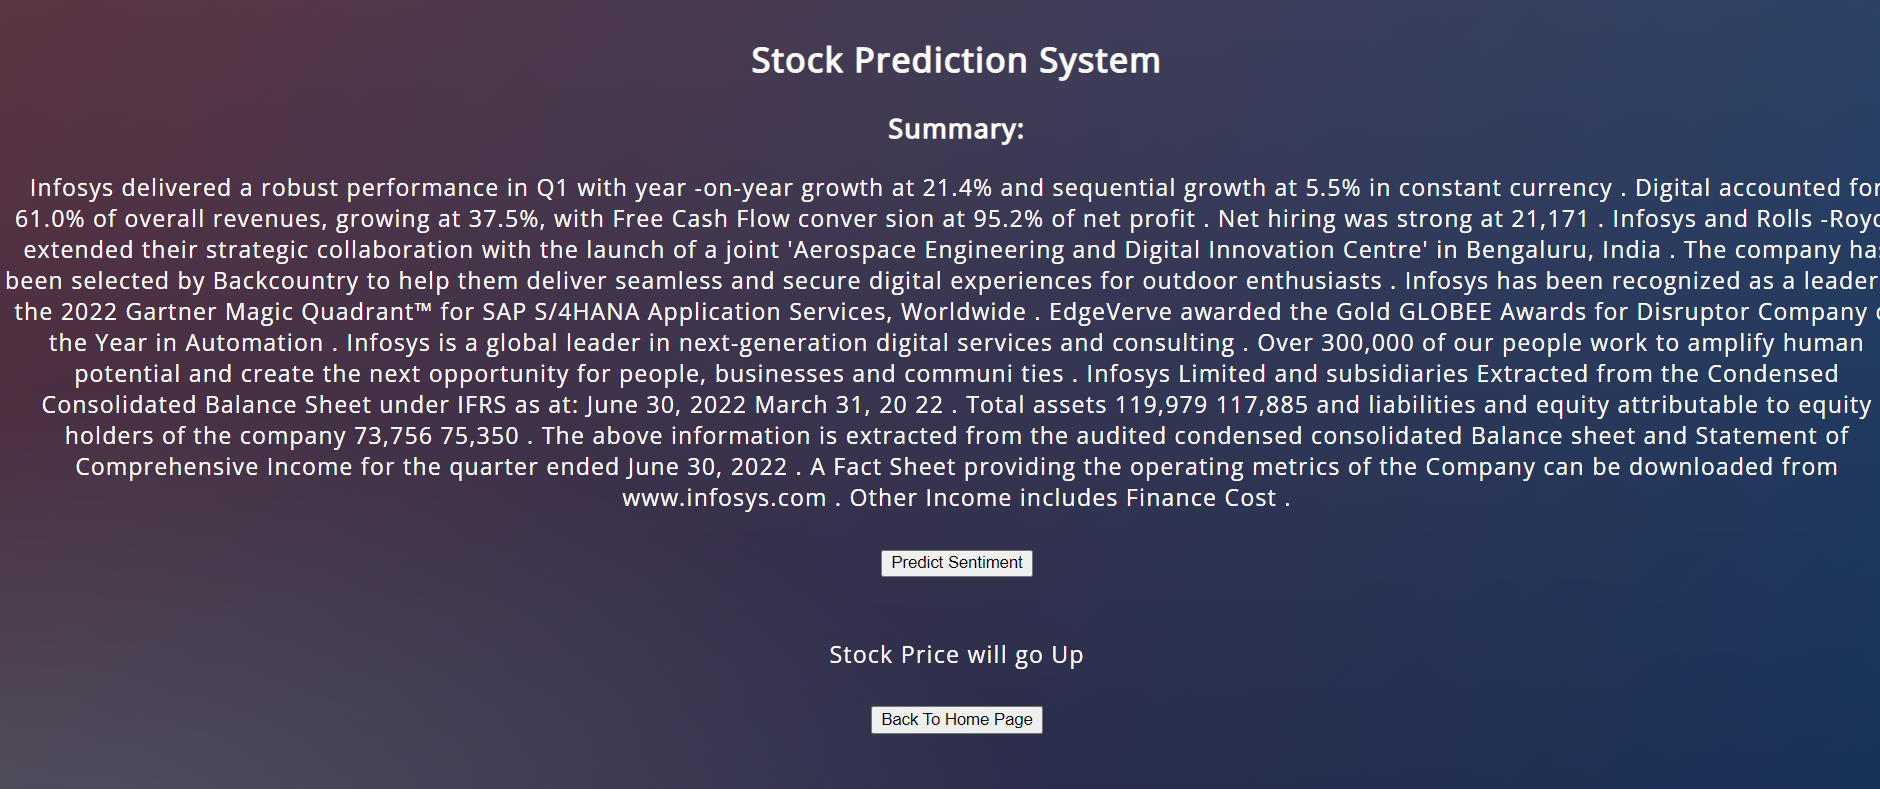 Stock Prediction System
Summary:
Infosys delivered a robust performance in Q1 with year -on-year growth at 21.4% and sequential growth at 5.5% in constant currency . Digital accounted for
61.0% of overall revenues, growing at 37.5%, with Free Cash Flow conver sion at 95.2% of net profit . Net hiring was strong at 21,171 . Infosys and Rolls -Royc
extended their strategic collaboration with the launch of a joint 'Aerospace Engineering and Digital Innovation Centre' in Bengaluru, India . The company has
been selected by Backcountry to help them deliver seamless and secure digital experiences for outdoor enthusiasts . Infosys has been recognized as a leader
the 2022 Gartner Magic Quadrant™ for SAP S/4HANA Application Services, Worldwide . EdgeVerve awarded the Gold GLOBEE Awards for Disruptor Company
the Year in Automation . Infosys is a global leader in next-generation digital services and consulting . Over 300,000 of our people work to amplify human
potential and create the next opportunity for people, businesses and communi ties . Infosys Limited and subsidiaries Extracted from the Condensed
Consolidated Balance Sheet under IFRS as at: June 30, 2022 March 31, 20 22 . Total assets 119,979 117,885 and liabilities and equity attributable to equity
holders of the company 73,756 75,350 . The above information is extracted from the audited condensed consolidated Balance sheet and Statement of
Comprehensive Income for the quarter ended June 30, 2022 . A Fact Sheet providing the operating metrics of the Company can be downloaded from
www.infosys.com . Other Income includes Finance Cost .
Predict Sentiment
Stock Price will go Up
Back To Home Page